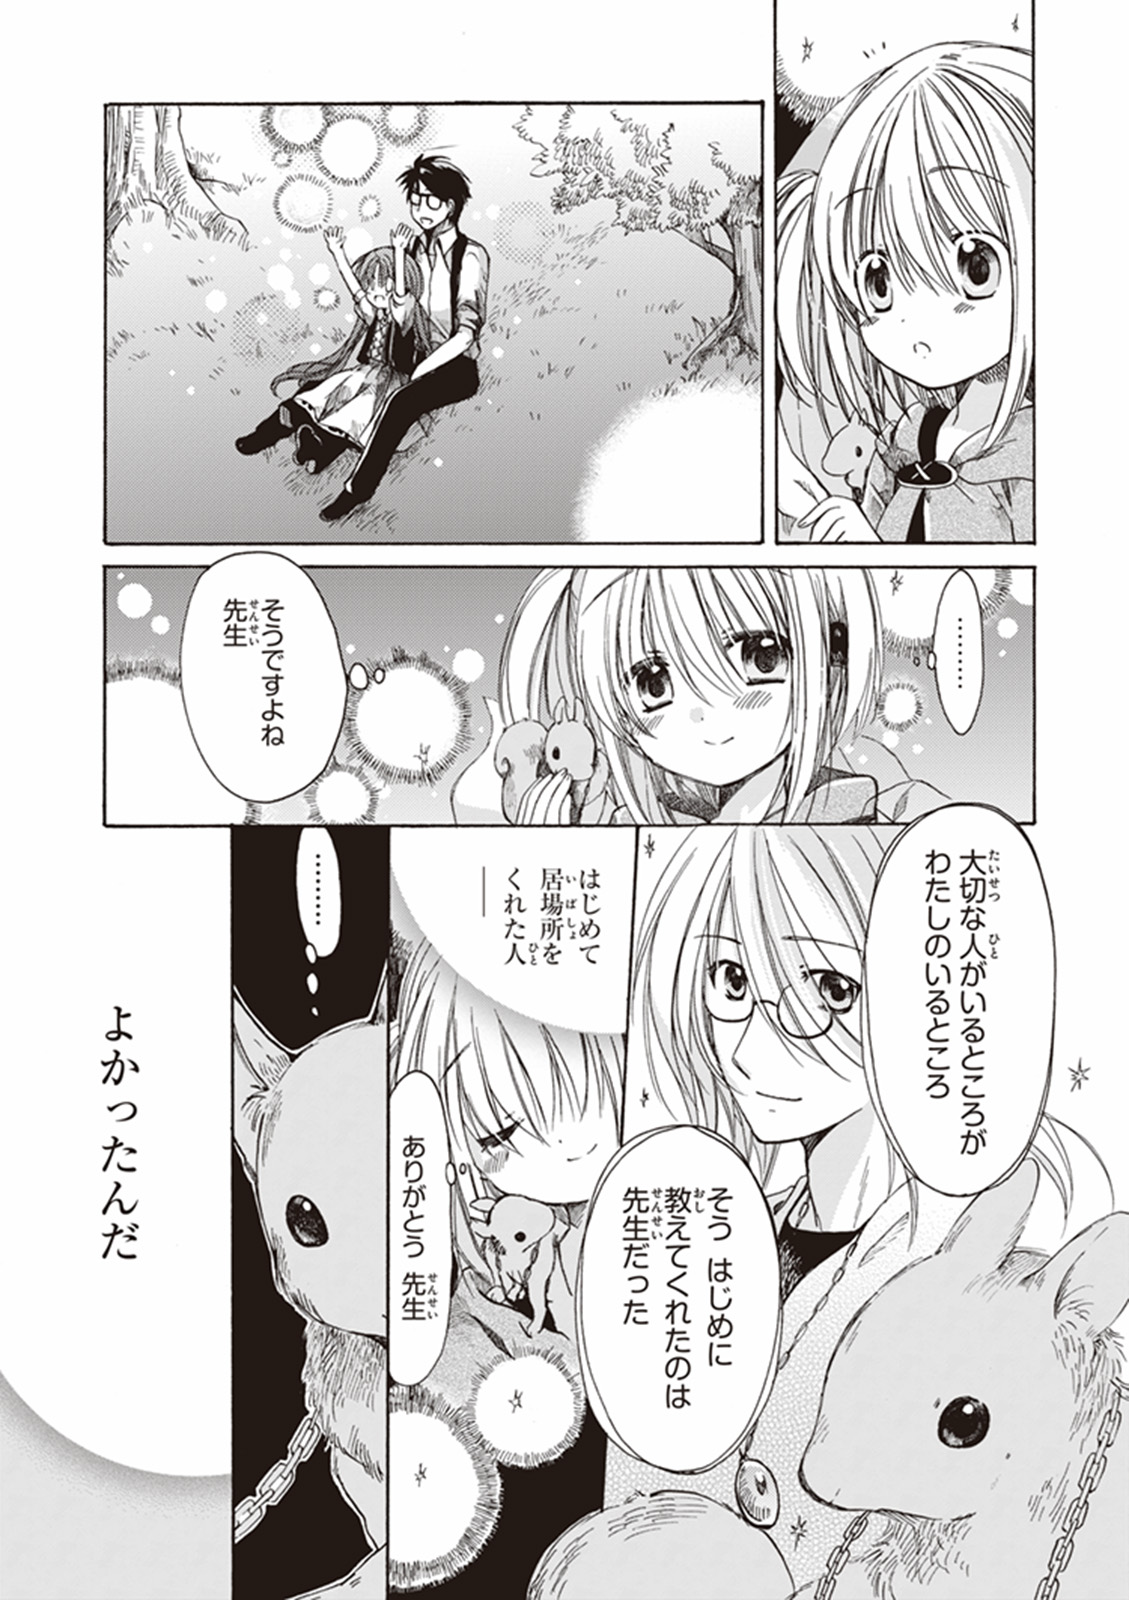 ………
そうですよね
先生
大切な人がいるところが
わたしのいるところ
そう はじめに
教えてくれたのは
先生だった
はじめて
居場所を
くれた人
――
ありがとう 先生
………
よかったんだ